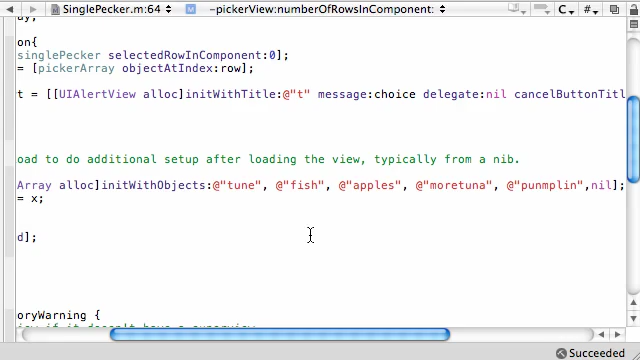 SinglePecker.m:64 M -pickerView:numberOfRowsInComponent: C #
ay,
on{
singlePecker selectedRowInComponent:0];
= [pickerArray objectAtIndex:row];
t = [[UIAlertView alloc]initWithTitle:@"t" message:choice delegate:nil cancelButtonTitl
oad to do additional setup after loading the view, typically from a nib.
Array alloc]initWithObjects:@"tune", @"fish", @"apples", @"moretuna", @"punmplin",nil];
= x;
d];
oryWarning {
Succeeded